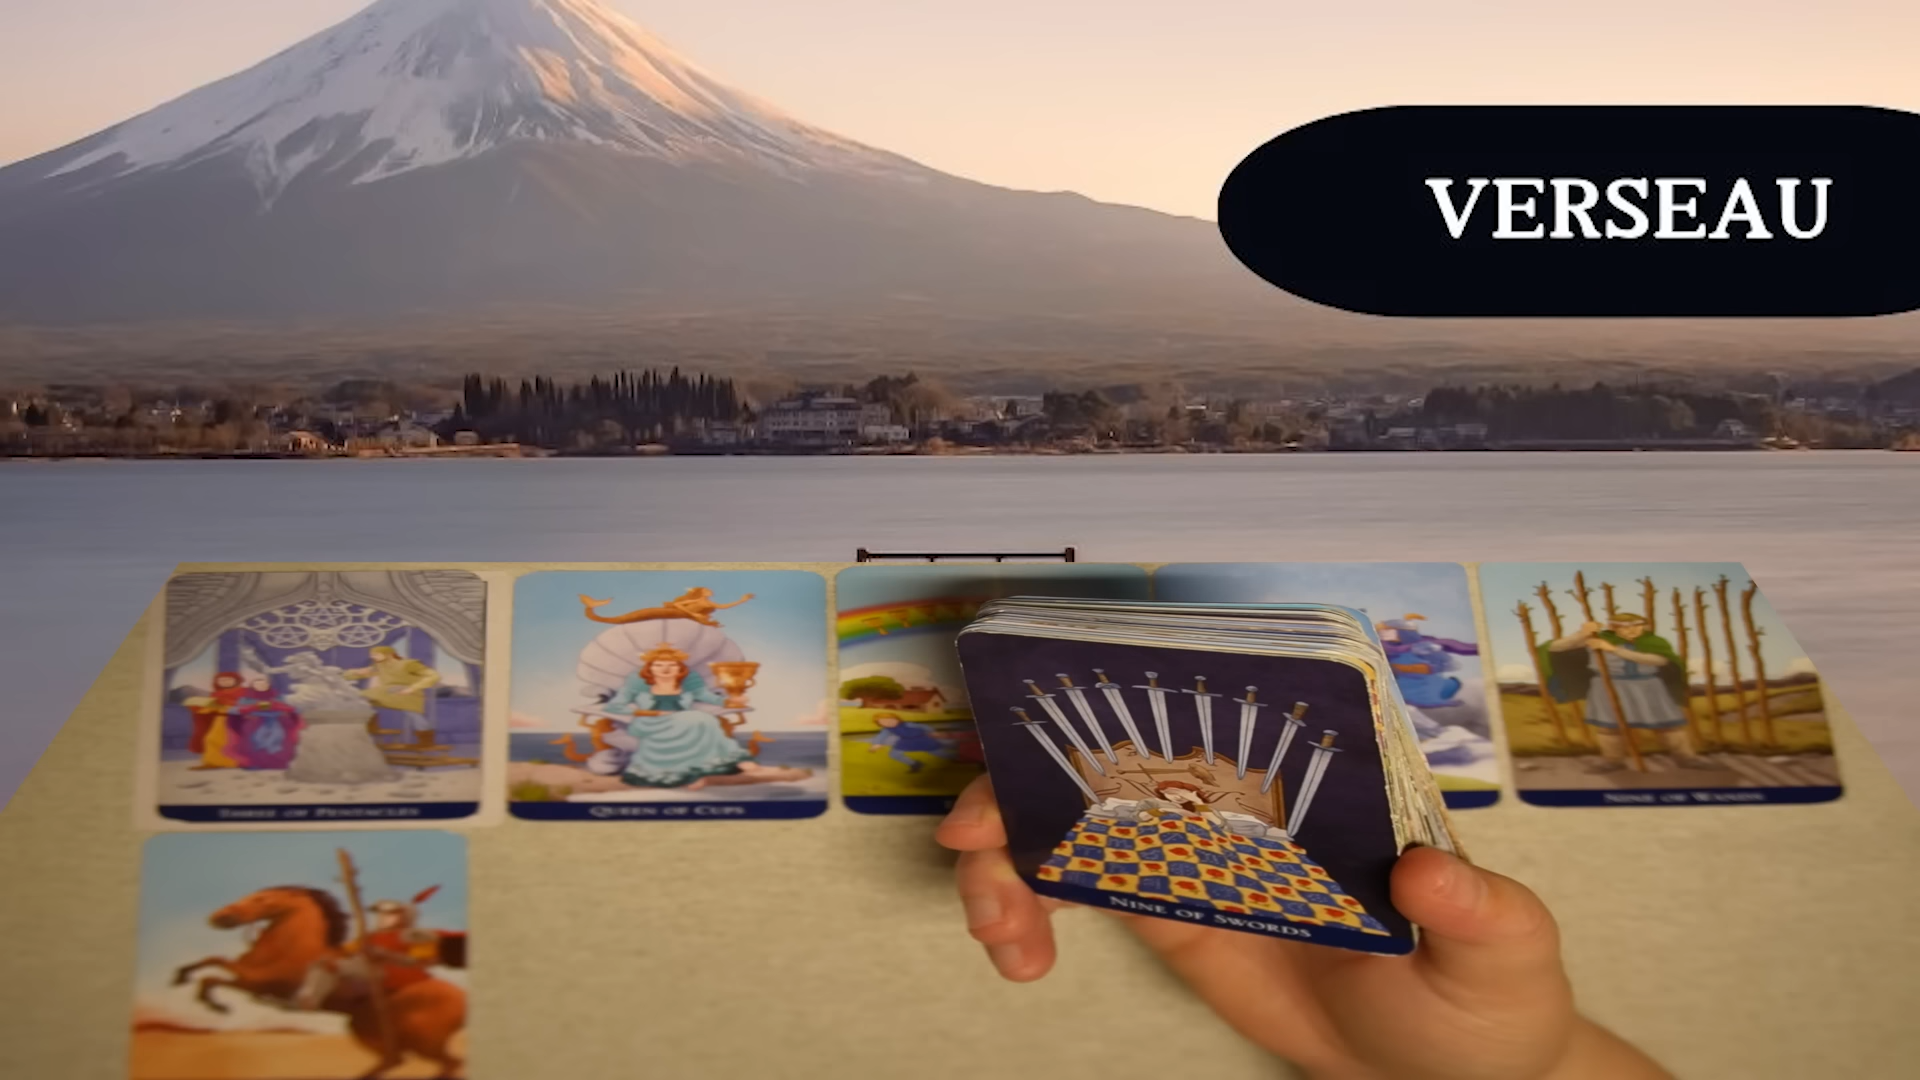 VERSEAU
THREE OF PENTACLES
QUEEN OF CUPS
NINE OF WANDS
NINE OF SWORDS